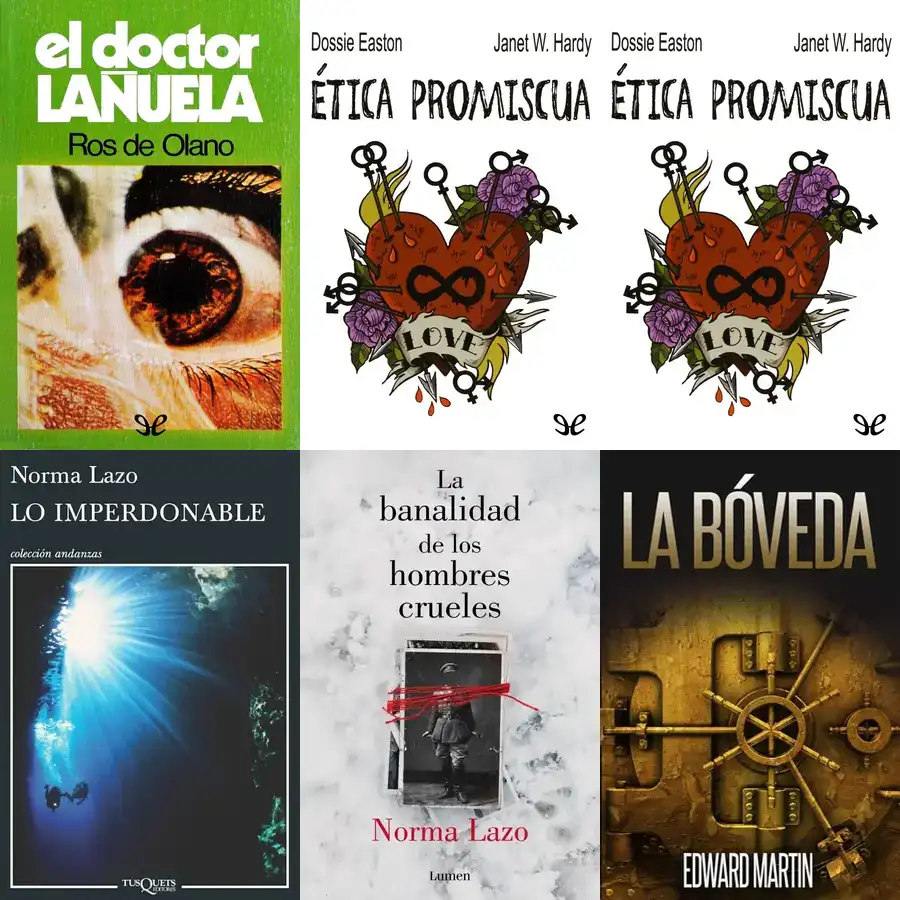 el doctor
LAÑUELA
Ros de Olano
Dossie Easton
Janet W. Hardy
ÉTICA PROMISCUA
LOVE
Dossie Easton
Janet W. Hardy
ÉTICA PROMISCUA
LOVE
Norma Lazo
LO IMPERDONABLE
colección andanzas
TUSQUETS
EDITORES
La
banalidad
de los
hombres
crueles
Norma Lazo
Lumen
LA BÓVEDA
EDWARD MARTIN